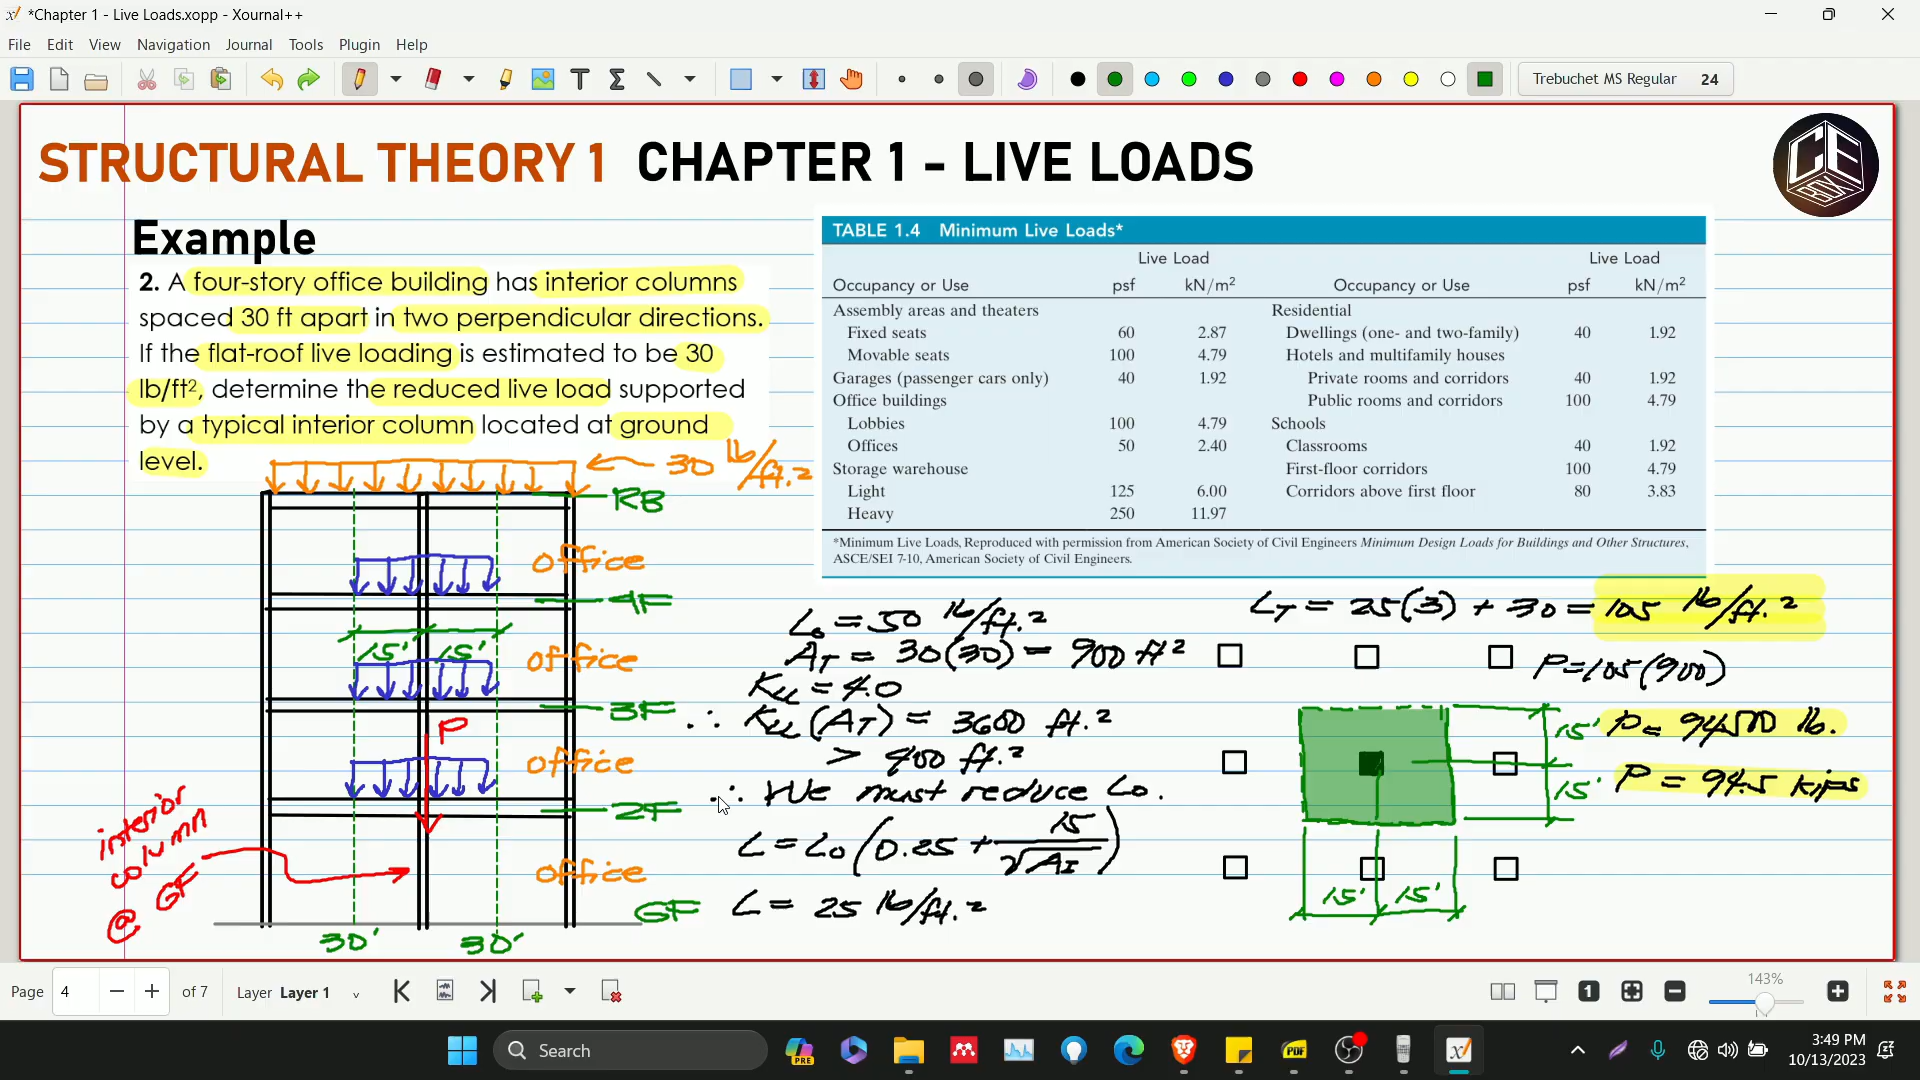 *Chapter 1 - Live Loads.xopp - Xournal++
File Edit View Navigation Journal Tools Plugin Help
Trebuchet MS Regular 24
STRUCTURAL THEORY 1 CHAPTER 1 - LIVE LOADS
Example
2. A four-story office building has interior columns
spaced 30 ft apart in two perpendicular directions.
If the flat-roof live loading is estimated to be 30
lb/ft², determine the reduced live load supported
by a typical interior column located at ground
level.
TABLE 1.4 Minimum Live Loads*
Live Load Live Load
Occupancy or Use psf kN/m² Occupancy or Use psf kN/m²
Assembly areas and theaters Residential
Fixed seats 60 2.87 Dwellings (one- and two-family) 40 1.92
Movable seats 100 4.79 Hotels and multifamily houses
Garages (passenger cars only) 40 1.92 Private rooms and corridors 40 1.92
Office buildings Public rooms and corridors 100 4.79
Lobbies 100 4.79 Schools
Offices 50 2.40 Classrooms 40 1.92
Storage warehouse First-floor corridors 100 4.79
Light 125 6.00 Corridors above first floor 80 3.83
Heavy 250 11.97
*Minimum Live Loads, Reproduced with permission from American Society of Civil Engineers Minimum Design Loads for Buildings and Other Structures,
ASCE/SEI 7-10, American Society of Civil Engineers.
30 lb/ft.²
RB
office
4F
15' 15'
office
3F
P
office
2F
interior
column
@ GF
office
GF
30' 30'
L₀ = 50 lb/ft.²
A_T = 30(30) = 900 ft²
K_LL = 4.0
∴ K_LL (A_T) = 3600 ft.²
> 400 ft.²
∴ We must reduce L₀.
L = L₀ (0.25 + 15/√A_I)
L = 25 lb/ft.²
L_T = 25(3) + 30 = 105 lb/ft.²
P=105(900)
15' P = 94500 lb.
15' P = 94.5 kips
15' 15'
Page 4 of 7 Layer Layer 1 143%
1
Search
PRE
PDF
3:49 PM
10/13/2023